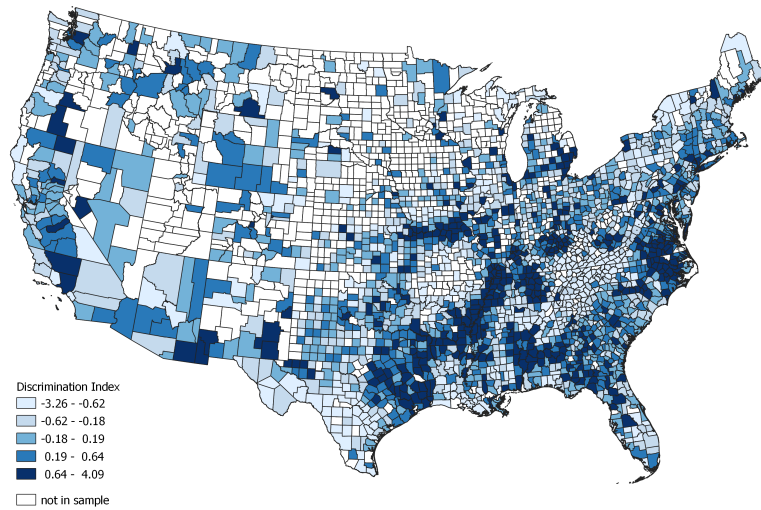 Discrimination Index
-3.26 - -0.62
-0.62 - -0.18
-0.18 - 0.19
0.19 - 0.64
0.64 - 4.09
not in sample